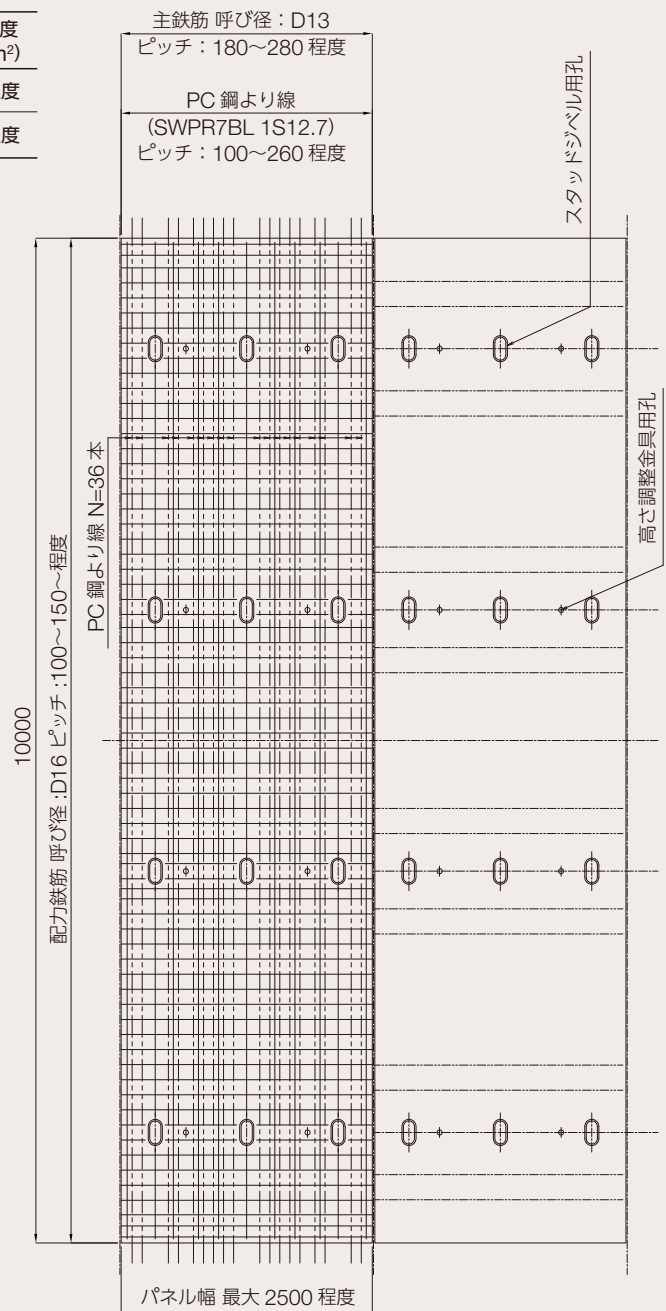 度
m²)
度
度
主鉄筋 呼び径：D13
ピッチ：180～280 程度
PC 鋼より線
(SWPR7BL 1S12.7)
ピッチ：100～260 程度
スタッドジベル用孔
高さ調整金具用孔
PC 鋼より線 N=36 本
配力鉄筋 呼び径 :D16 ピッチ :100～150～程度
10000
パネル幅 最大 2500 程度